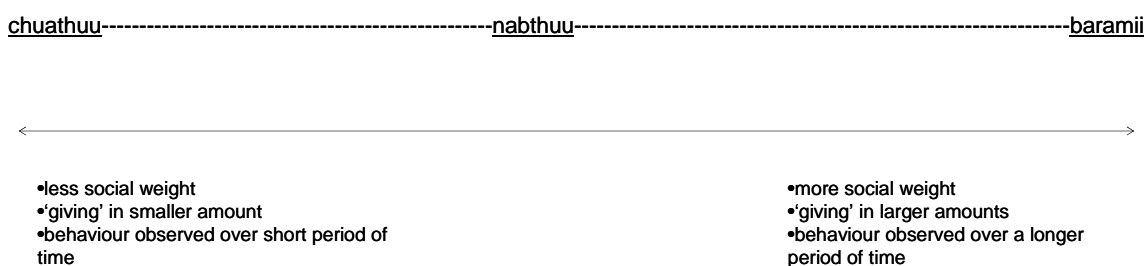 chuathuu-----------------------------------------------------nabthuu--------------------------------------------------------------------baramii
•less social weight
•‘giving’ in smaller amount
•behaviour observed over short period of
time
•more social weight
•‘giving’ in larger amounts
•behaviour observed over a longer
period of time